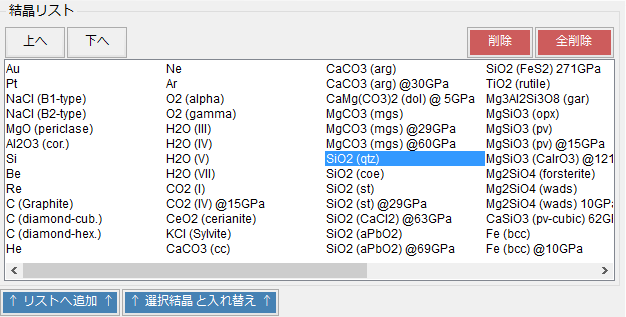 結晶リスト
上へ
下へ
削除
全削除
Au
Pt
NaCl (B1-type)
NaCl (B2-type)
MgO (periclase)
Al2O3 (cor.)
Si
Be
Re
C (Graphite)
C (diamond-cub.)
C (diamond-hex.)
He
Ne
Ar
O2 (alpha)
O2 (gamma)
H2O (III)
H2O (IV)
H2O (V)
H2O (VII)
CO2 (I)
CO2 (IV) @15GPa
CeO2 (cerianite)
KCl (Sylvite)
CaCO3 (cc)
CaCO3 (arg)
CaCO3 (arg) @30GPa
CaMg(CO3)2 (dol) @ 5GPa
MgCO3 (mgs)
MgCO3 (mgs) @29GPa
MgCO3 (mgs) @60GPa
SiO2 (qtz)
SiO2 (coe)
SiO2 (st)
SiO2 (st) @29GPa
SiO2 (CaCl2) @63GPa
SiO2 (aPbO2)
SiO2 (aPbO2) @69GPa
SiO2 (FeS2) 271GPa
TiO2 (rutile)
Mg3Al2Si3O8 (gar)
MgSiO3 (opx)
MgSiO3 (pv)
MgSiO3 (pv) @15GPa
MgSiO3 (CaIrO3) @121
Mg2SiO4 (forsterite)
Mg2SiO4 (wads)
Mg2SiO4 (wads) 10GPa
CaSiO3 (pv-cubic) 62G
Fe (bcc)
Fe (bcc) @10GPa
↑ リストへ追加 ↑
↑ 選択結晶 と入れ替え ↑